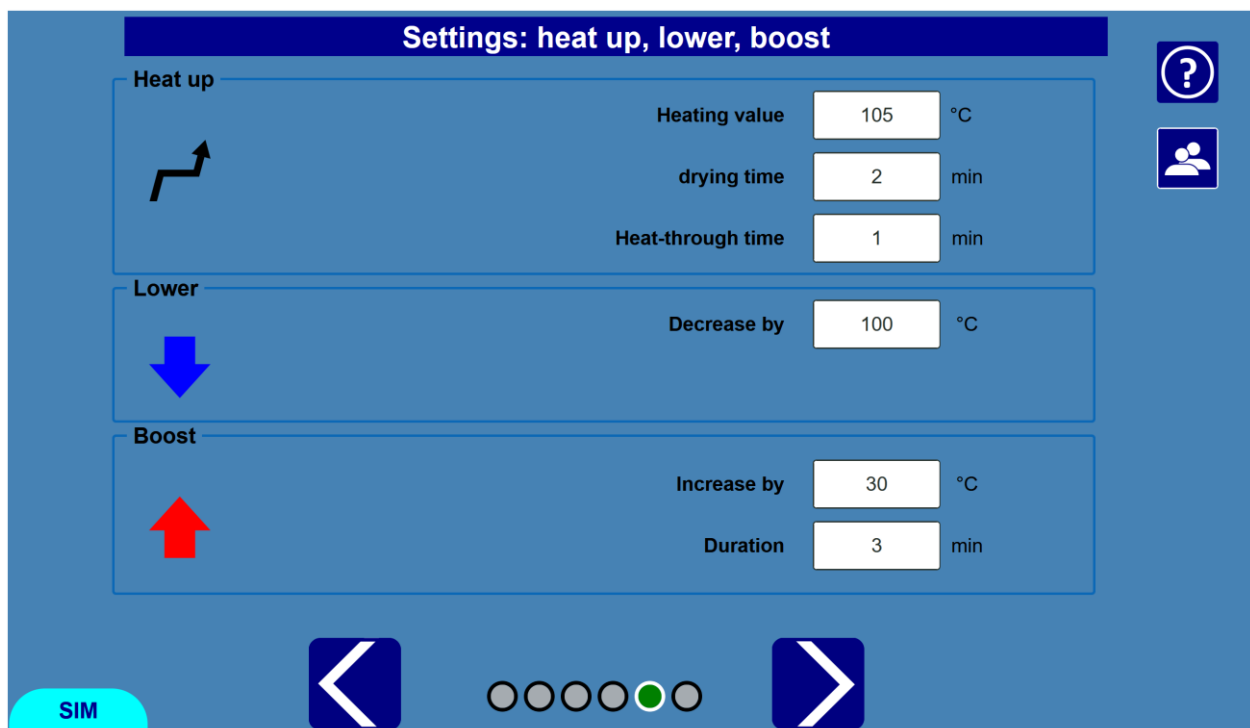 Settings: heat up, lower, boost
?
Heat up
Heating value 105 °C
drying time 2 min
Heat-through time 1 min
Lower
Decrease by 100 °C
Boost
Increase by 30 °C
Duration 3 min
SIM